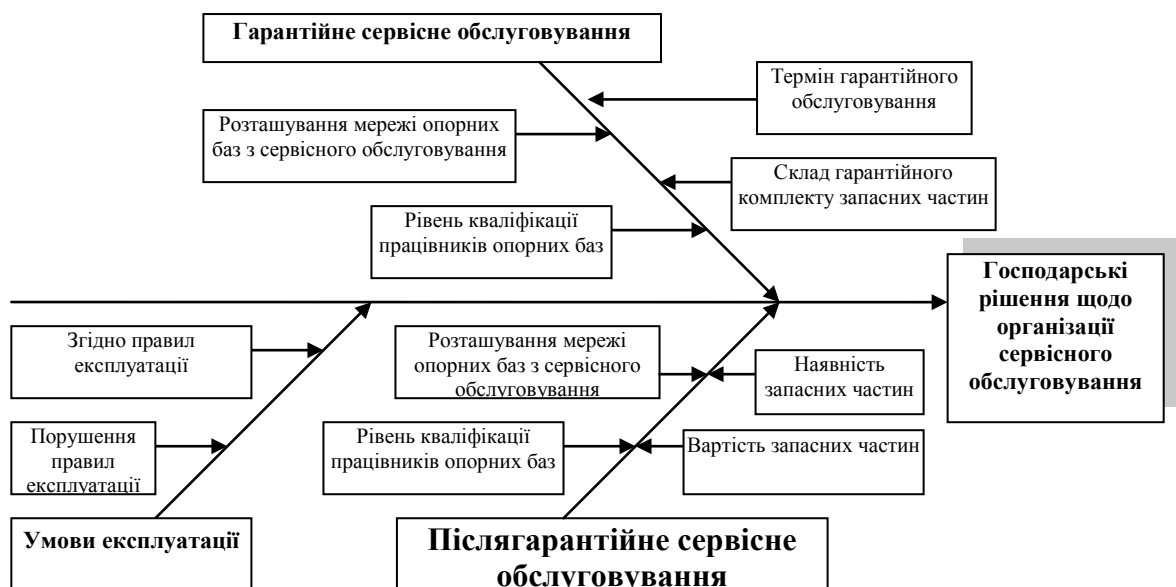 Гарантійне сервісне обслуговування
Термін гарантійного
обслуговування
Розташування мережі опорних
баз з сервісного обслуговування
Склад гарантійного
комплекту запасних частин
Рівень кваліфікації
працівників опорних баз
Господарські
рішення щодо
організації
сервісного
обслуговування
Згідно правил
експлуатації
Розташування мережі
опорних баз з сервісного
обслуговування
Наявність
запасних частин
Порушення
правил
експлуатації
Рівень кваліфікації
працівників опорних баз
Вартість запасних частин
Умови експлуатації
Післягарантійне сервісне
обслуговування